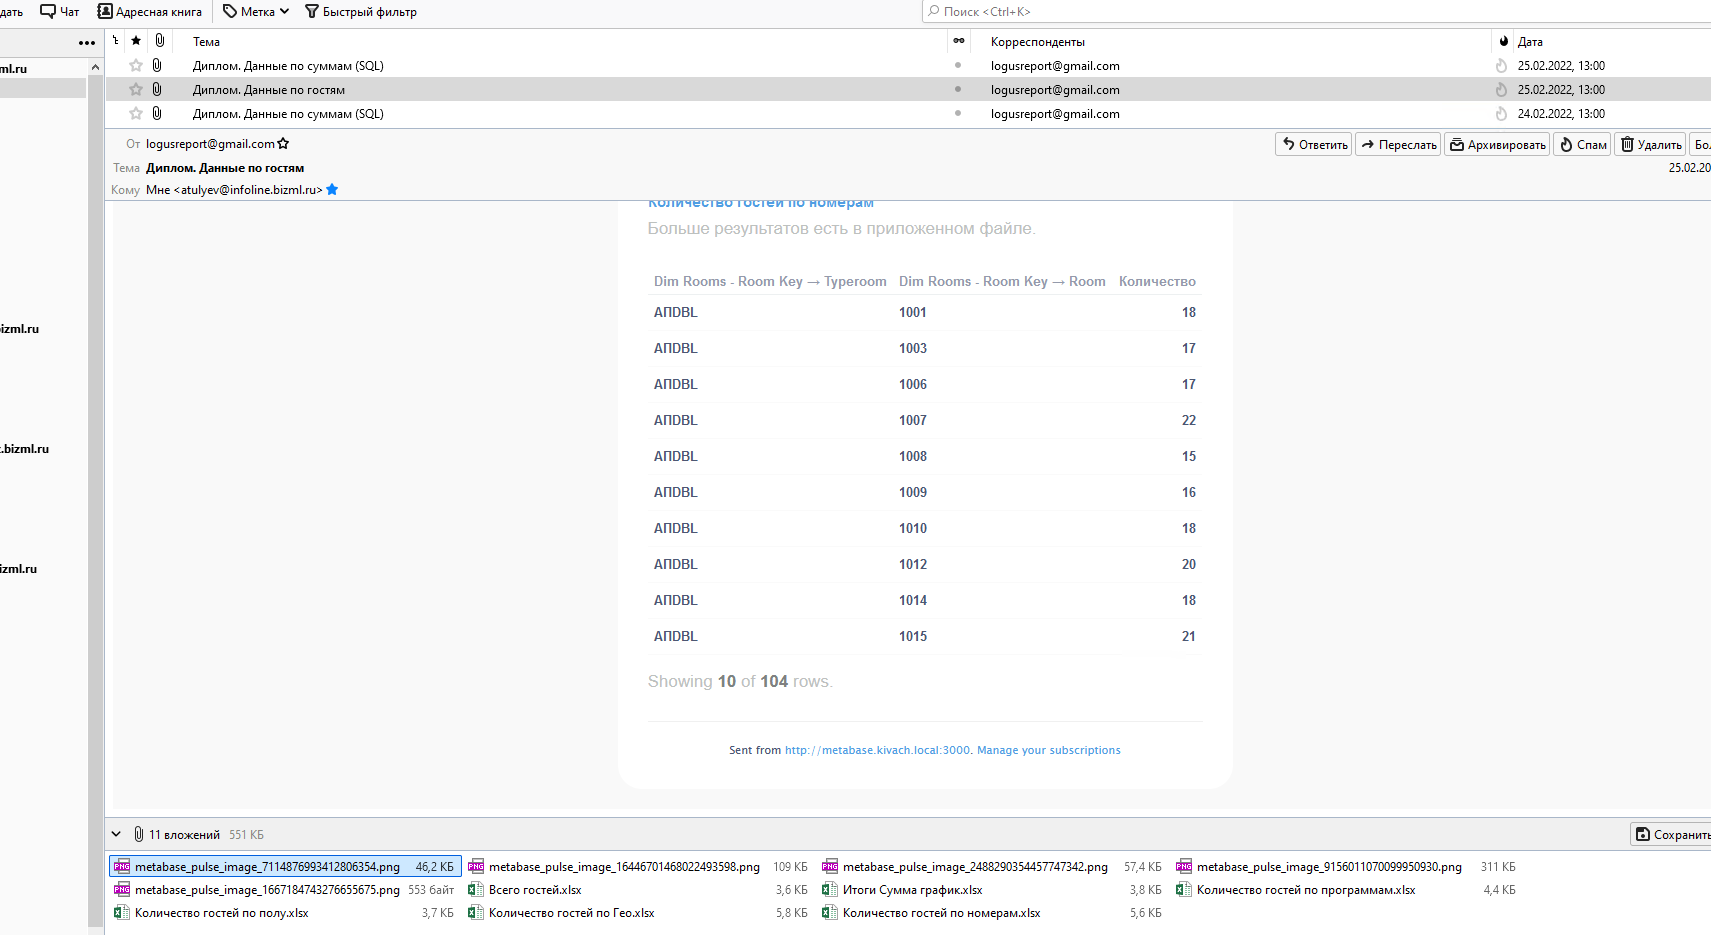 дать Чат Адресная книга Метка Быстрый фильтр Поиск <Ctrl+K>
Тема Корреспонденты Дата
ml.ru Диплом. Данные по суммам (SQL) logusreport@gmail.com 25.02.2022, 13:00
Диплом. Данные по гостям logusreport@gmail.com 25.02.2022, 13:00
Диплом. Данные по суммам (SQL) logusreport@gmail.com 24.02.2022, 13:00
От logusreport@gmail.com Ответить Переслать Архивировать Спам Удалить Бол
Тема Диплом. Данные по гостям 25.02.20
Кому Мне <atulyev@infoline.bizml.ru>
Количество гостей по номерам
Больше результатов есть в приложенном файле.
Dim Rooms - Room Key → Typeroom Dim Rooms - Room Key → Room Количество
АПDBL 1001 18
izml.ru
АПDBL 1003 17
АПDBL 1006 17
АПDBL 1007 22
.bizml.ru
АПDBL 1008 15
АПDBL 1009 16
АПDBL 1010 18
АПDBL 1012 20
izml.ru
АПDBL 1014 18
АПDBL 1015 21
Showing 10 of 104 rows.
Sent from http://metabase.kivach.local:3000. Manage your subscriptions
11 вложений 551 КБ Сохранить
metabase_pulse_image_7114876993412806354.png 46,2 КБ metabase_pulse_image_16446701468022493598.png 109 КБ metabase_pulse_image_2488290354457747342.png 57,4 КБ metabase_pulse_image_9156011070099950930.png 311 КБ
metabase_pulse_image_1667184743276655675.png 553 байт Всего гостей.xlsx 3,6 КБ Итоги Сумма график.xlsx 3,8 КБ Количество гостей по программам.xlsx 4,4 КБ
Количество гостей по полу.xlsx 3,7 КБ Количество гостей по Гео.xlsx 5,8 КБ Количество гостей по номерам.xlsx 5,6 КБ